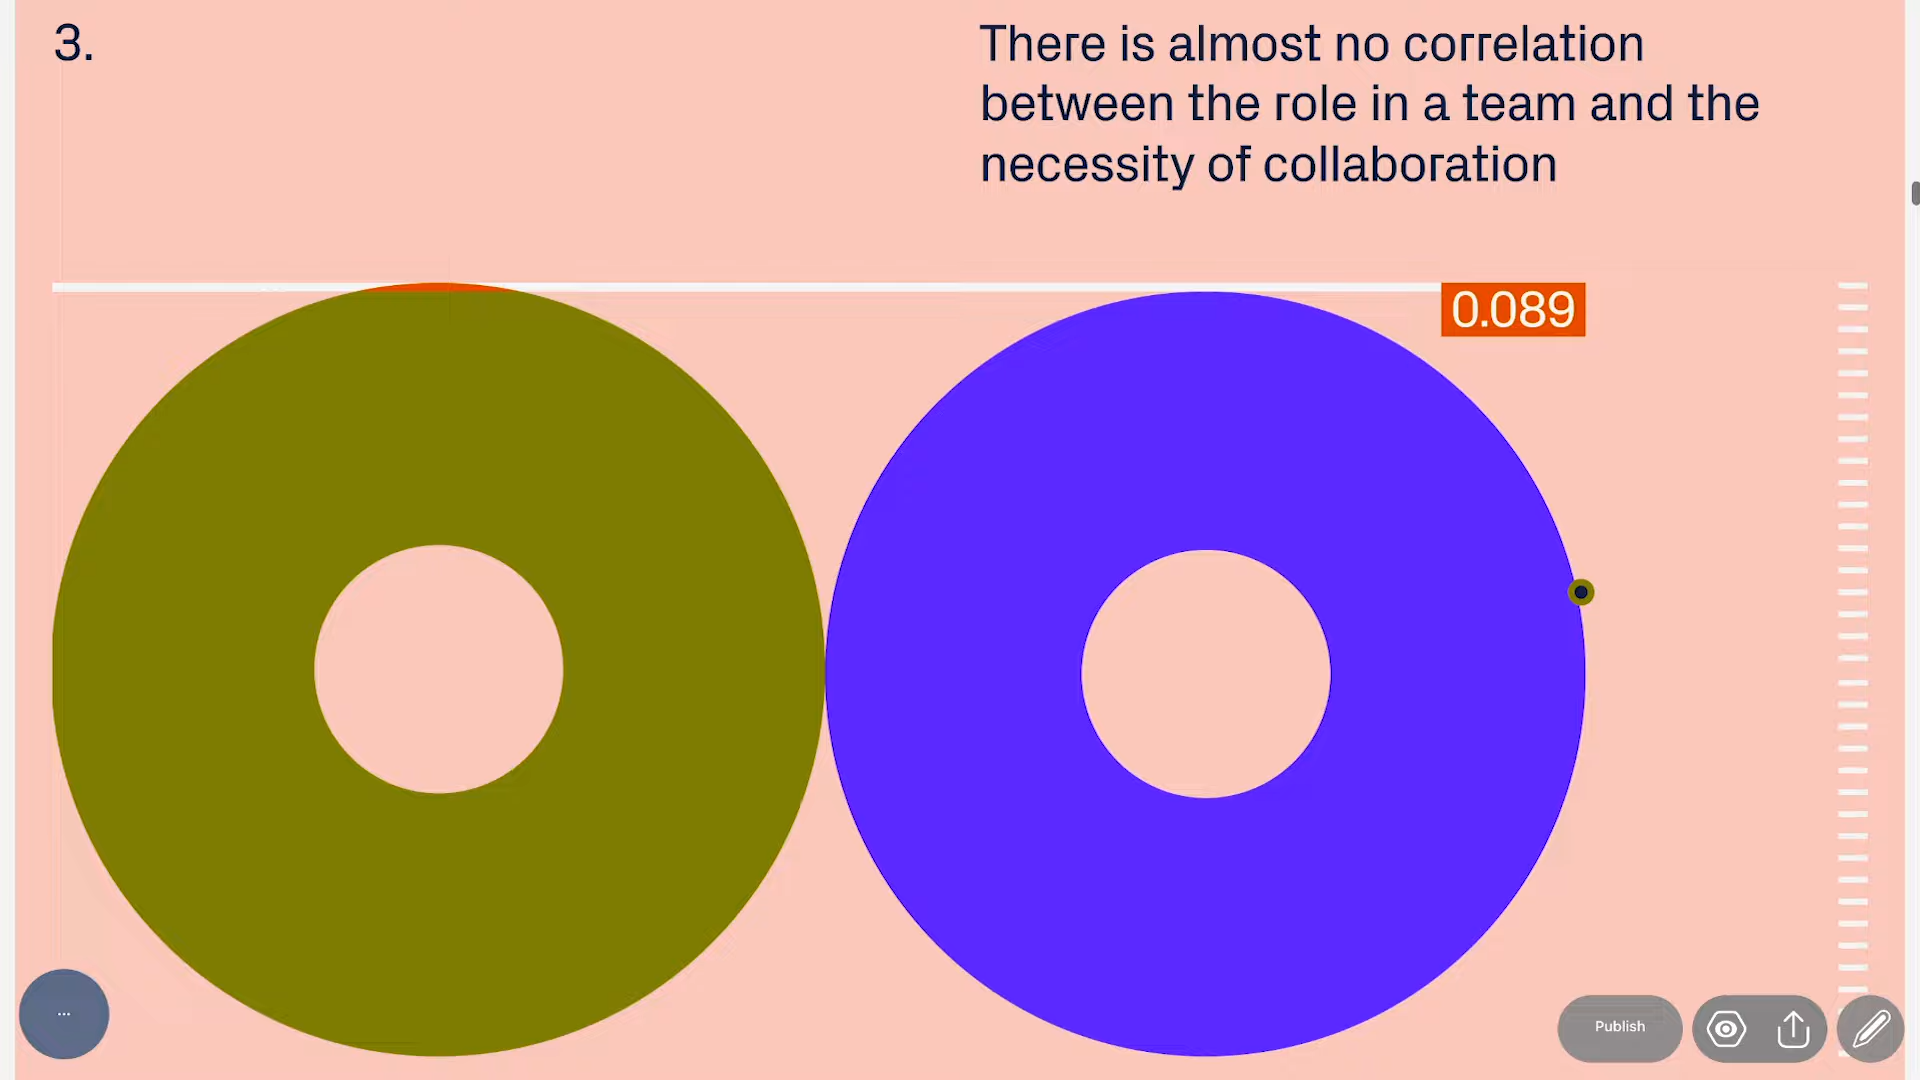 3.
There is almost no correlation
between the role in a team and the
necessity of collaboration
0.089
...
Publish